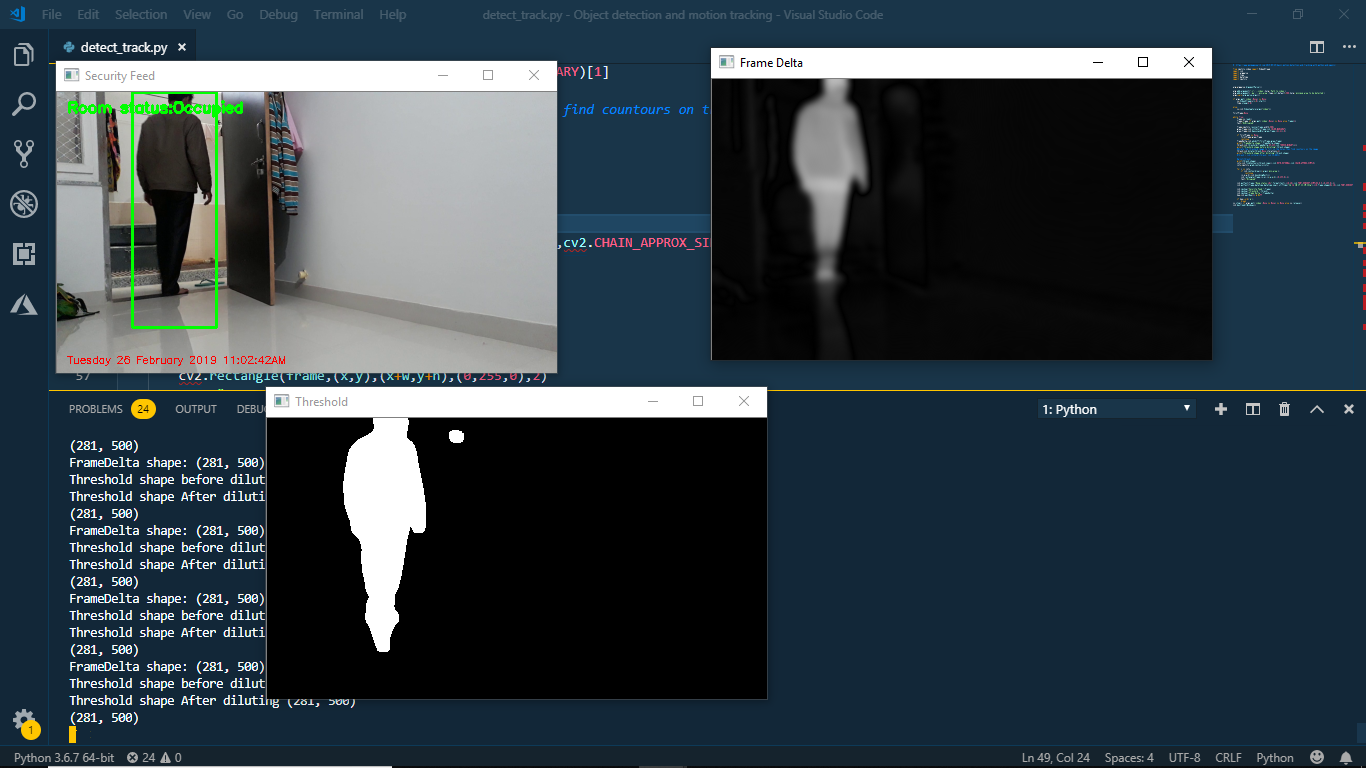 File Edit Selection View Go Debug Terminal Help
detect_track.py - Object detection and motion tracking - Visual Studio Code
detect_track.py
Security Feed
Room status:Occupied
Tuesday 26 February 2019 11:02:42AM
Frame Delta
ARY)[1]
find countours on t
,cv2.CHAIN_APPROX_SI
57 cv2.rectangle(frame,(x,y),(x+w,y+h),(0,255,0),2)
Threshold
PROBLEMS 24 OUTPUT DEBU
1: Python
(281, 500)
FrameDelta shape: (281, 500)
Threshold shape before dilut
Threshold shape After diluti
(281, 500)
FrameDelta shape: (281, 500)
Threshold shape before dilut
Threshold shape After diluti
(281, 500)
FrameDelta shape: (281, 500)
Threshold shape before dilut
Threshold shape After diluti
(281, 500)
FrameDelta shape: (281, 500)
Threshold shape before dilut
Threshold shape After diluting (281, 500)
(281, 500)
1
Python 3.6.7 64-bit 24 0
Ln 49, Col 24 Spaces: 4 UTF-8 CRLF Python